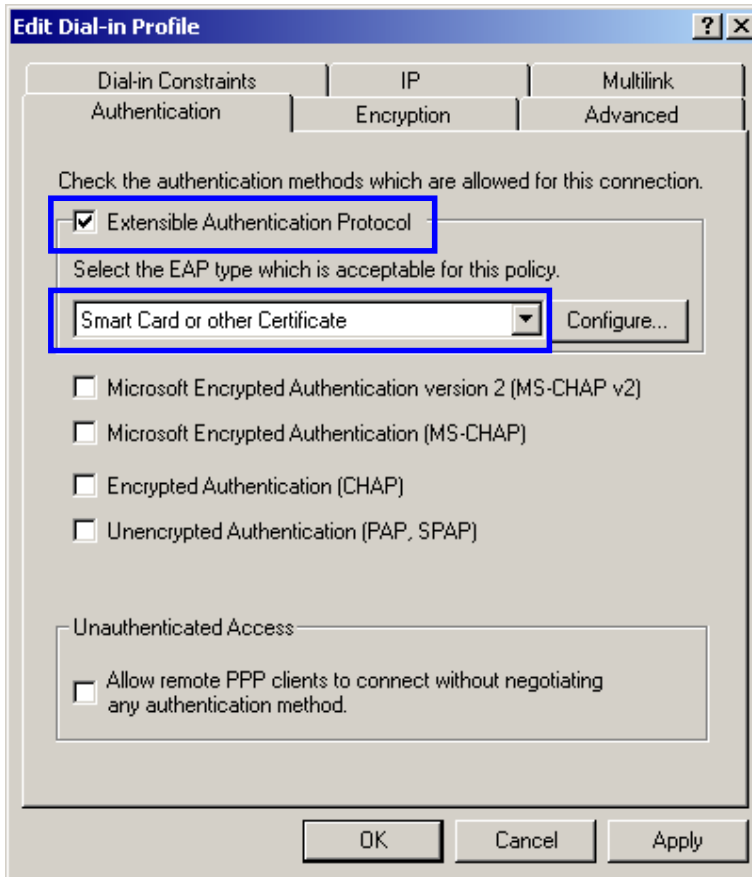 Edit Dial-in Profile
Dial-in Constraints
IP
Multilink
Authentication
Encryption
Advanced
Check the authentication methods which are allowed for this connection.
Extensible Authentication Protocol
Select the EAP type which is acceptable for this policy.
Smart Card or other Certificate
Configure...
Microsoft Encrypted Authentication version 2 (MS-CHAP v2)
Microsoft Encrypted Authentication (MS-CHAP)
Encrypted Authentication (CHAP)
Unencrypted Authentication (PAP, SPAP)
Unauthenticated Access
Allow remote PPP clients to connect without negotiating
any authentication method.
OK
Cancel
Apply